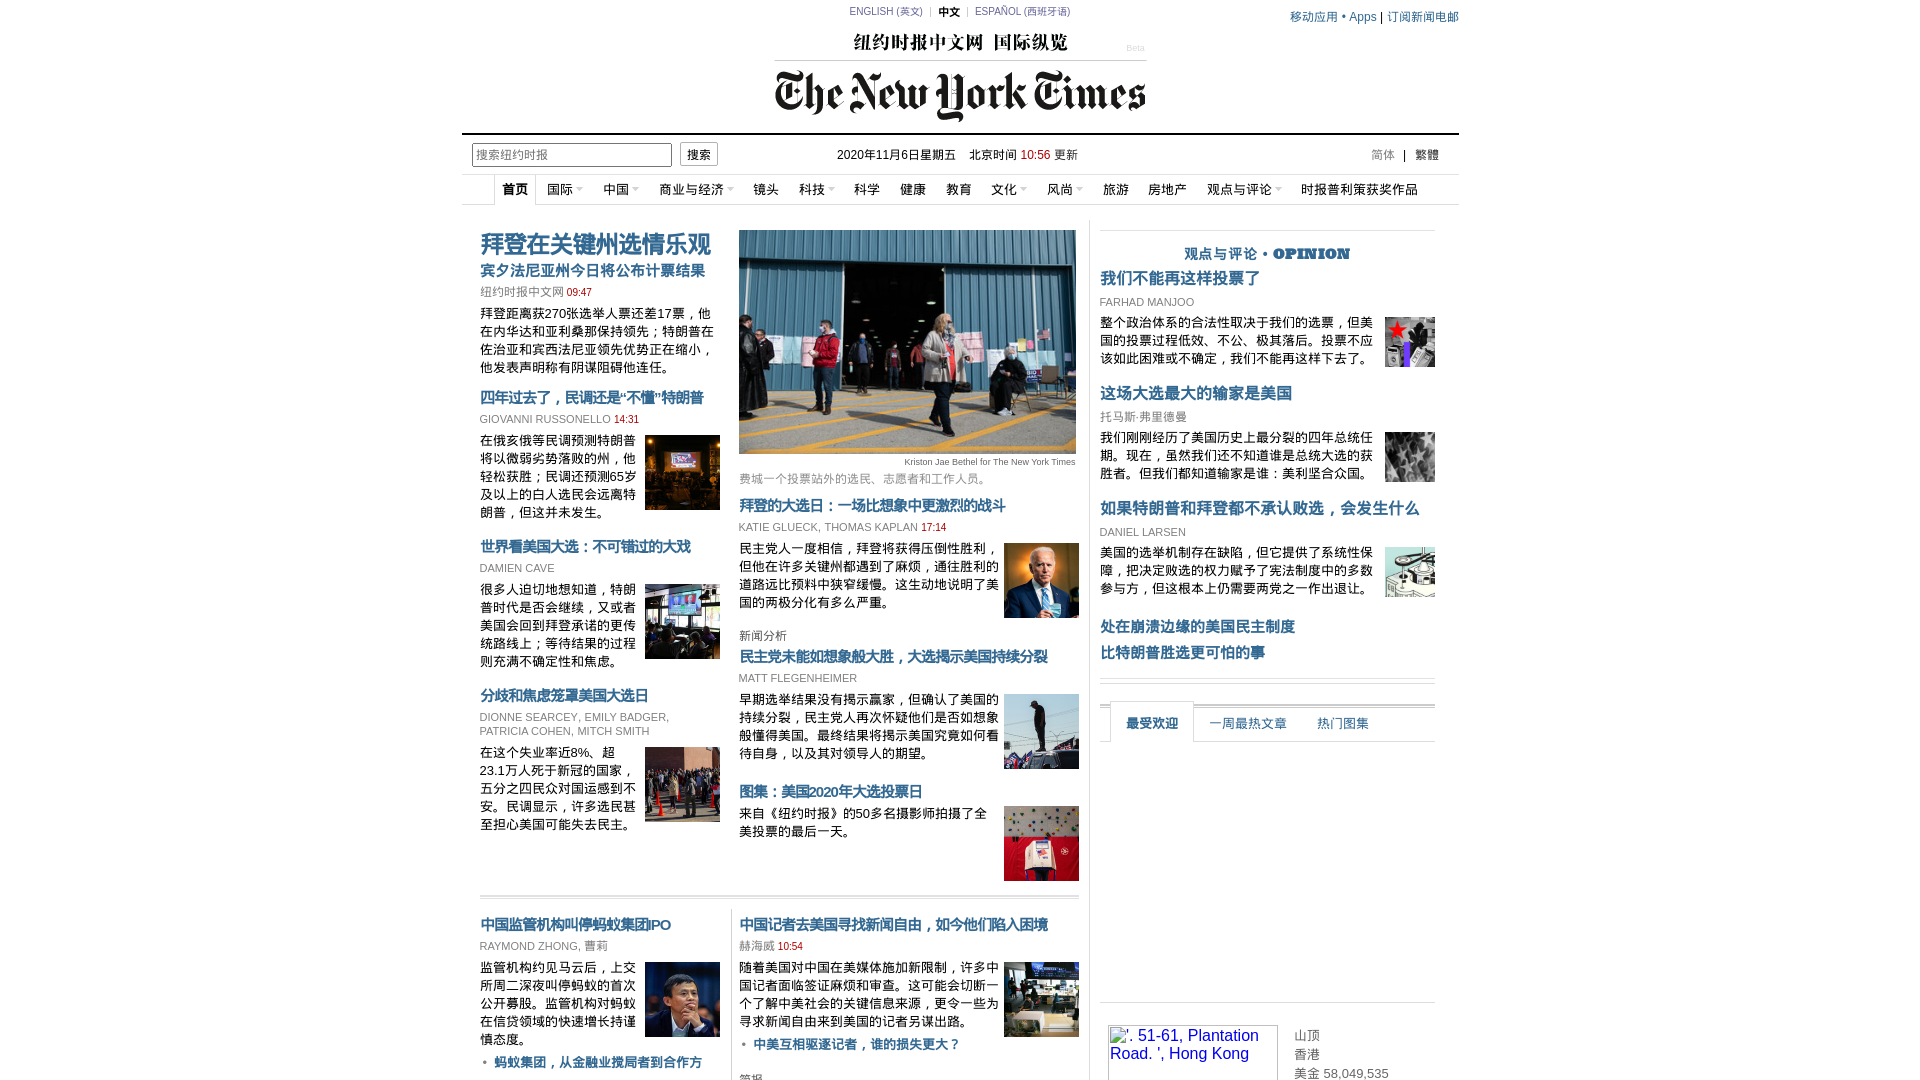 ENGLISH (英文) 中文 ESPAÑOL (西班牙语)
移动应用 • Apps | 订阅新闻电邮
纽约时报中文网 国际纵览
Beta
The New York Times
搜索纽约时报 搜索
2020年11月6日星期五 北京时间 10:56 更新
简体 | 繁體
首页 国际 中国 商业与经济 镜头 科技 科学 健康 教育 文化 风尚 旅游 房地产 观点与评论 时报普利策获奖作品
拜登在关键州选情乐观
宾夕法尼亚州今日将公布计票结果
纽约时报中文网 09:47
拜登距离获270张选举人票还差17票，他
在内华达和亚利桑那保持领先；特朗普在
佐治亚和宾西法尼亚领先优势正在缩小，
他发表声明称有阴谋阻碍他连任。
四年过去了，民调还是“不懂”特朗普
GIOVANNI RUSSONELLO 14:31
在俄亥俄等民调预测特朗普
将以微弱劣势落败的州，他
轻松获胜；民调还预测65岁
及以上的白人选民会远离特
朗普，但这并未发生。
世界看美国大选：不可错过的大戏
DAMIEN CAVE
很多人迫切地想知道，特朗
普时代是否会继续，又或者
美国会回到拜登承诺的更传
统路线上；等待结果的过程
则充满不确定性和焦虑。
分歧和焦虑笼罩美国大选日
DIONNE SEARCEY, EMILY BADGER,
PATRICIA COHEN, MITCH SMITH
在这个失业率近8%、超
23.1万人死于新冠的国家，
五分之四民众对国运感到不
安。民调显示，许多选民甚
至担心美国可能失去民主。
Kriston Jae Bethel for The New York Times
费城一个投票站外的选民、志愿者和工作人员。
拜登的大选日：一场比想象中更激烈的战斗
KATIE GLUECK, THOMAS KAPLAN 17:14
民主党人一度相信，拜登将获得压倒性胜利，
但他在许多关键州都遇到了麻烦，通往胜利的
道路远比预料中狭窄缓慢。这生动地说明了美
国的两极分化有多么严重。
新闻分析
民主党未能如想象般大胜，大选揭示美国持续分裂
MATT FLEGENHEIMER
早期选举结果没有揭示赢家，但确认了美国的
持续分裂，民主党人再次怀疑他们是否如想象
般懂得美国。最终结果将揭示美国究竟如何看
待自身，以及其对领导人的期望。
图集：美国2020年大选投票日
来自《纽约时报》的50多名摄影师拍摄了全
美投票的最后一天。
中国监管机构叫停蚂蚁集团IPO
RAYMOND ZHONG, 曹莉
监管机构约见马云后，上交
所周二深夜叫停蚂蚁的首次
公开募股。监管机构对蚂蚁
在信贷领域的快速增长持谨
慎态度。
• 蚂蚁集团，从金融业搅局者到合作方
中国记者去美国寻找新闻自由，如今他们陷入困境
赫海威 10:54
随着美国对中国在美媒体施加新限制，许多中
国记者面临签证麻烦和审查。这可能会切断一
个了解中美社会的关键信息来源，更令一些为
寻求新闻自由来到美国的记者另谋出路。
• 中美互相驱逐记者，谁的损失更大？
简报
观点与评论 • OPINION
我们不能再这样投票了
FARHAD MANJOO
整个政治体系的合法性取决于我们的选票，但美
国的投票过程低效、不公、极其落后。投票不应
该如此困难或不确定，我们不能再这样下去了。
这场大选最大的输家是美国
托马斯·弗里德曼
我们刚刚经历了美国历史上最分裂的四年总统任
期。现在，虽然我们还不知道谁是总统大选的获
胜者。但我们都知道输家是谁：美利坚合众国。
如果特朗普和拜登都不承认败选，会发生什么
DANIEL LARSEN
美国的选举机制存在缺陷，但它提供了系统性保
障，把决定败选的权力赋予了宪法制度中的多数
参与方，但这根本上仍需要两党之一作出退让。
处在崩溃边缘的美国民主制度
比特朗普胜选更可怕的事
最受欢迎 一周最热文章 热门图集
'. 51-61, Plantation
Road. ', Hong Kong
山顶
香港
美金 58,049,535